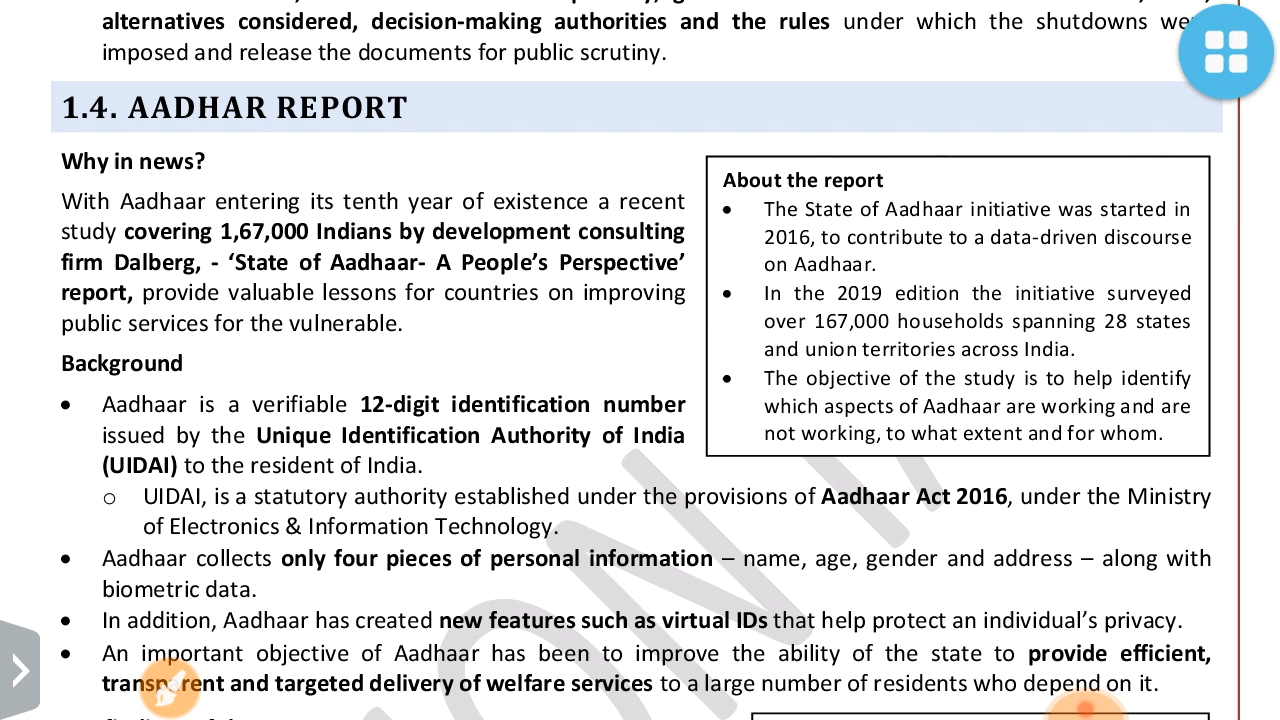 alternatives considered, decision-making authorities and the rules under which the shutdowns
imposed and release the documents for public scrutiny.
1.4. AADHAR REPORT
Why in news?
With Aadhaar entering its tenth year of existence a recent
study covering 1,67,000 Indians by development consulting
firm Dalberg, - ‘State of Aadhaar- A People’s Perspective’
report, provide valuable lessons for countries on improving
public services for the vulnerable.
Background
• Aadhaar is a verifiable 12-digit identification number
issued by the Unique Identification Authority of India
(UIDAI) to the resident of India.
About the report
• The State of Aadhaar initiative was started in
2016, to contribute to a data-driven discourse
on Aadhaar.
• In the 2019 edition the initiative surveyed
over 167,000 households spanning 28 states
and union territories across India.
• The objective of the study is to help identify
which aspects of Aadhaar are working and are
not working, to what extent and for whom.
o UIDAI, is a statutory authority established under the provisions of Aadhaar Act 2016, under the Ministry
of Electronics & Information Technology.
• Aadhaar collects only four pieces of personal information – name, age, gender and address – along with
biometric data.
• In addition, Aadhaar has created new features such as virtual IDs that help protect an individual’s privacy.
• An important objective of Aadhaar has been to improve the ability of the state to provide efficient,
transparent and targeted delivery of welfare services to a large number of residents who depend on it.